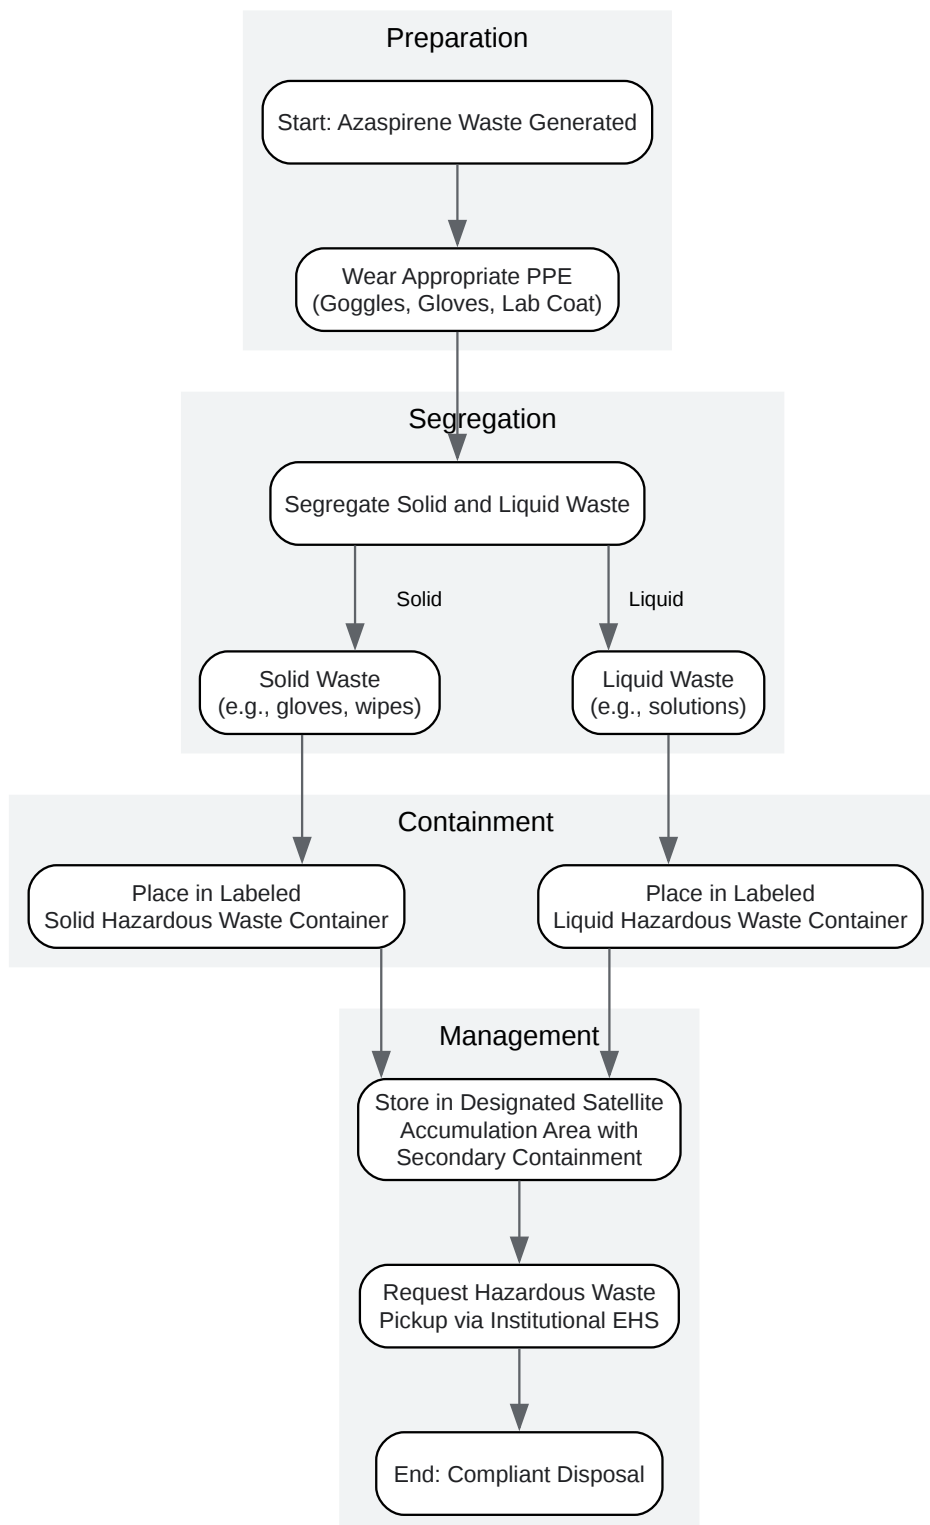 Preparation
Start: Azaspirene Waste Generated
Wear Appropriate PPE
(Goggles, Gloves, Lab Coat)
Segregation
Segregate Solid and Liquid Waste
Solid
Liquid
Solid Waste
(e.g., gloves, wipes)
Liquid Waste
(e.g., solutions)
Containment
Place in Labeled
Solid Hazardous Waste Container
Place in Labeled
Liquid Hazardous Waste Container
Management
Store in Designated Satellite
Accumulation Area with
Secondary Containment
Request Hazardous Waste
Pickup via Institutional EHS
End: Compliant Disposal